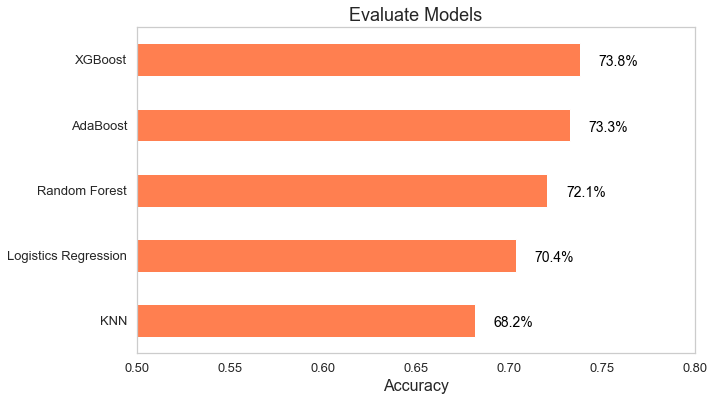 Evaluate Models
XGBoost
73.8%
AdaBoost
73.3%
Random Forest
72.1%
Logistics Regression
70.4%
KNN
68.2%
0.50 0.55 0.60 0.65 0.70 0.75 0.80
Accuracy